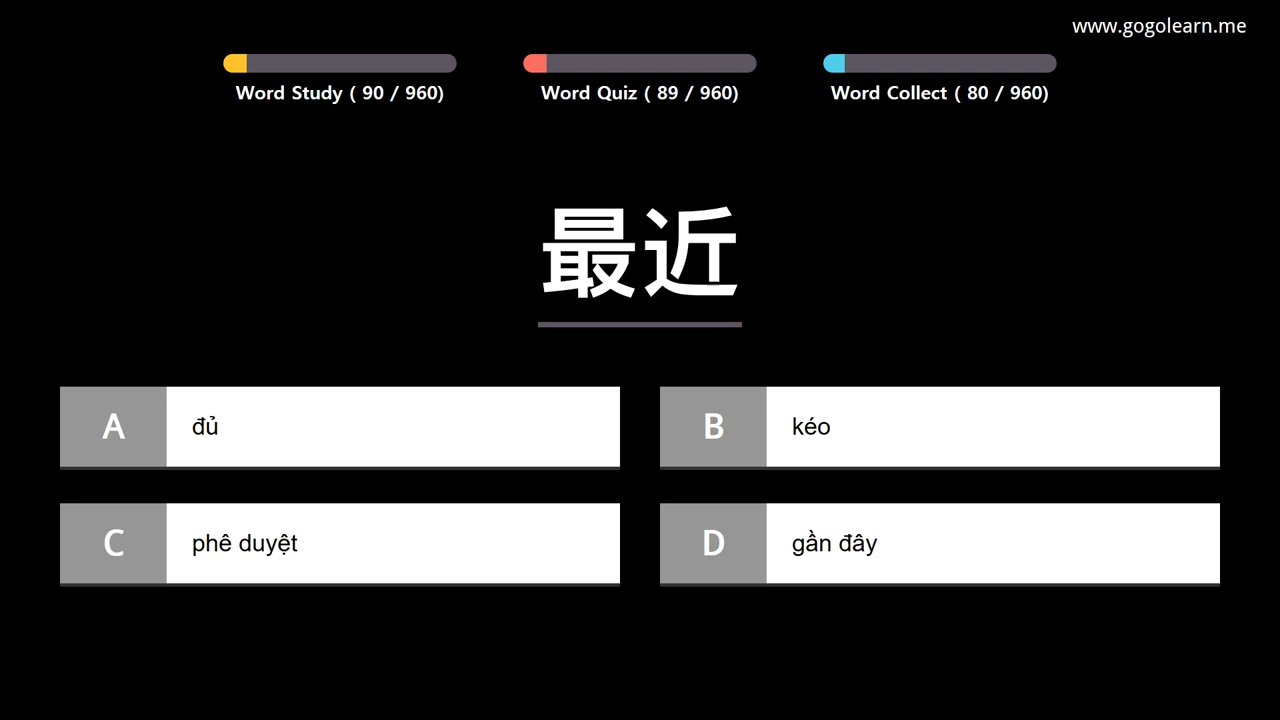 www.gogolearn.me
Word Study ( 90 / 960)
Word Quiz ( 89 / 960)
Word Collect ( 80 / 960)
最近
A đủ
B kéo
C phê duyệt
D gần đây